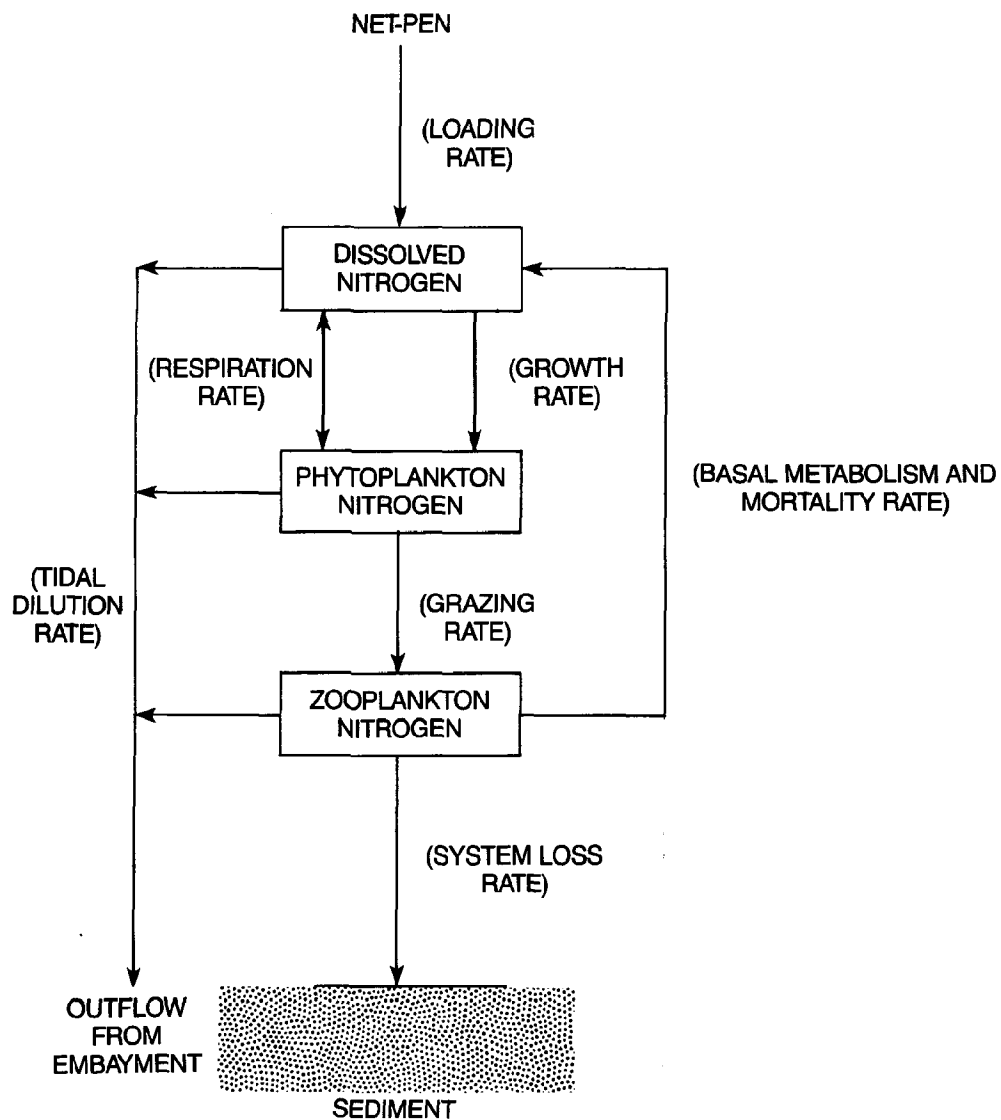 NET-PEN
(LOADING
RATE)
DISSOLVED
NITROGEN
(RESPIRATION
RATE)
(GROWTH
RATE)
PHYTOPLANKTON
NITROGEN
(BASAL METABOLISM AND
MORTALITY RATE)
(TIDAL
DILUTION
RATE)
(GRAZING
RATE)
ZOOPLANKTON
NITROGEN
(SYSTEM LOSS
RATE)
OUTFLOW
FROM
EMBAYMENT
SEDIMENT